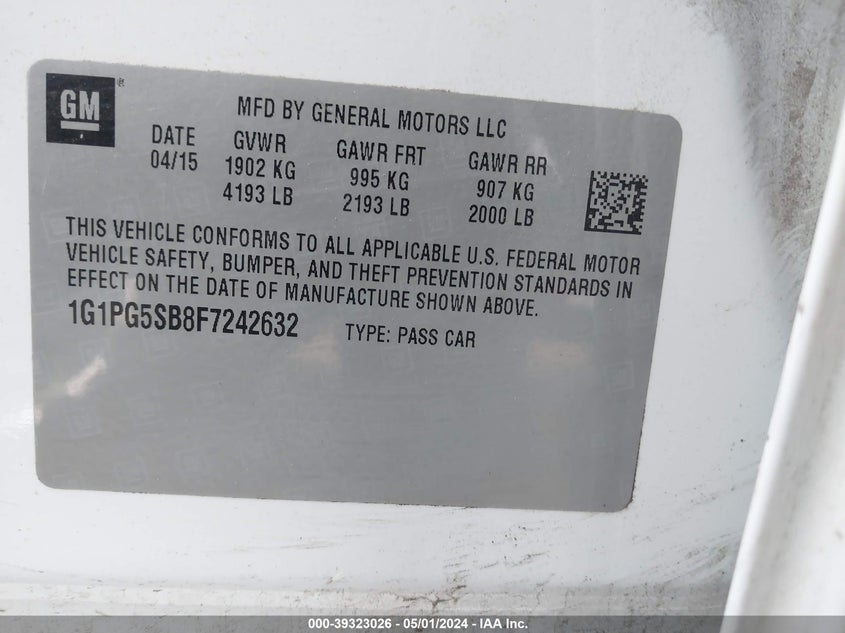 GM
®
MFD BY GENERAL MOTORS LLC
DATE GVWR GAWR FRT GAWR RR
04/15 1902 KG 995 KG 907 KG
4193 LB 2193 LB 2000 LB
THIS VEHICLE CONFORMS TO ALL APPLICABLE U.S. FEDERAL MOTOR
VEHICLE SAFETY, BUMPER, AND THEFT PREVENTION STANDARDS IN
EFFECT ON THE DATE OF MANUFACTURE SHOWN ABOVE.
1G1PG5SB8F7242632 TYPE: PASS CAR
000-39323026 - 05/01/2024 - IAA Inc.